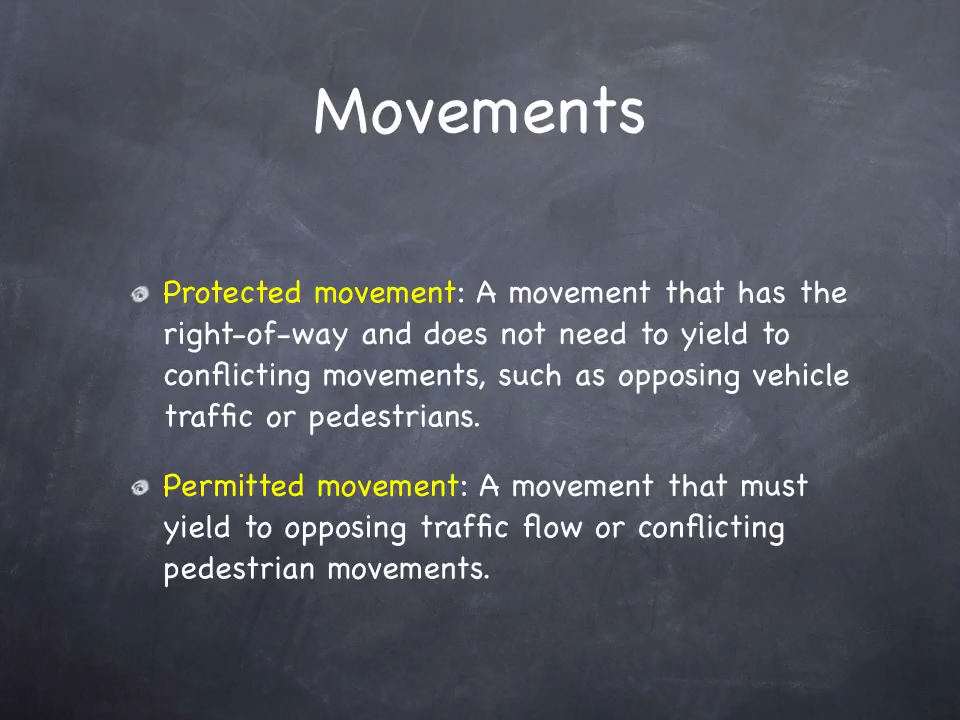 Movements
Protected movement: A movement that has the
right-of-way and does not need to yield to
conflicting movements, such as opposing vehicle
traffic or pedestrians.
Permitted movement: A movement that must
yield to opposing traffic flow or conflicting
pedestrian movements.